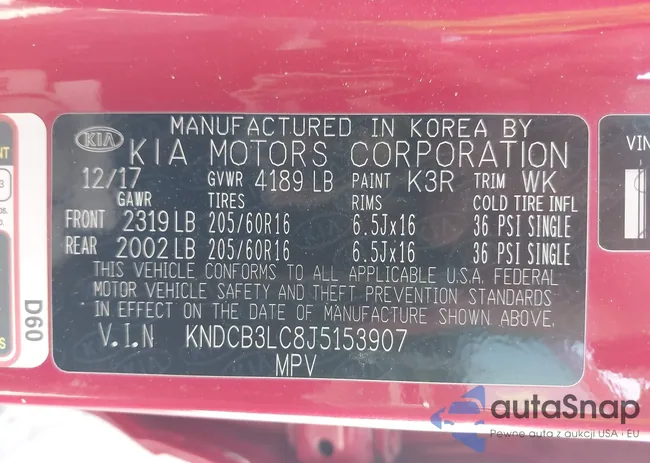 MANUFACTURED IN KOREA BY
KIA
KIA MOTORS CORPORATION
12/17 GVWR 4189 LB PAINT K3R TRIM WK
GAWR TIRES RIMS COLD TIRE INFL
FRONT 2319 LB 205/60R16 6.5Jx16 36 PSI SINGLE
REAR 2002 LB 205/60R16 6.5Jx16 36 PSI SINGLE
THIS VEHICLE CONFORMS TO ALL APPLICABLE U.S.A. FEDERAL
MOTOR VEHICLE SAFETY AND THEFT PREVENTION STANDARDS
IN EFFECT ON THE DATE OF MANUFACTURE SHOWN ABOVE.
V.I.N KNDCB3LC8J5153907
MPV
D60
VIN
autoSnap
Pewne auta z aukcji USA i EU